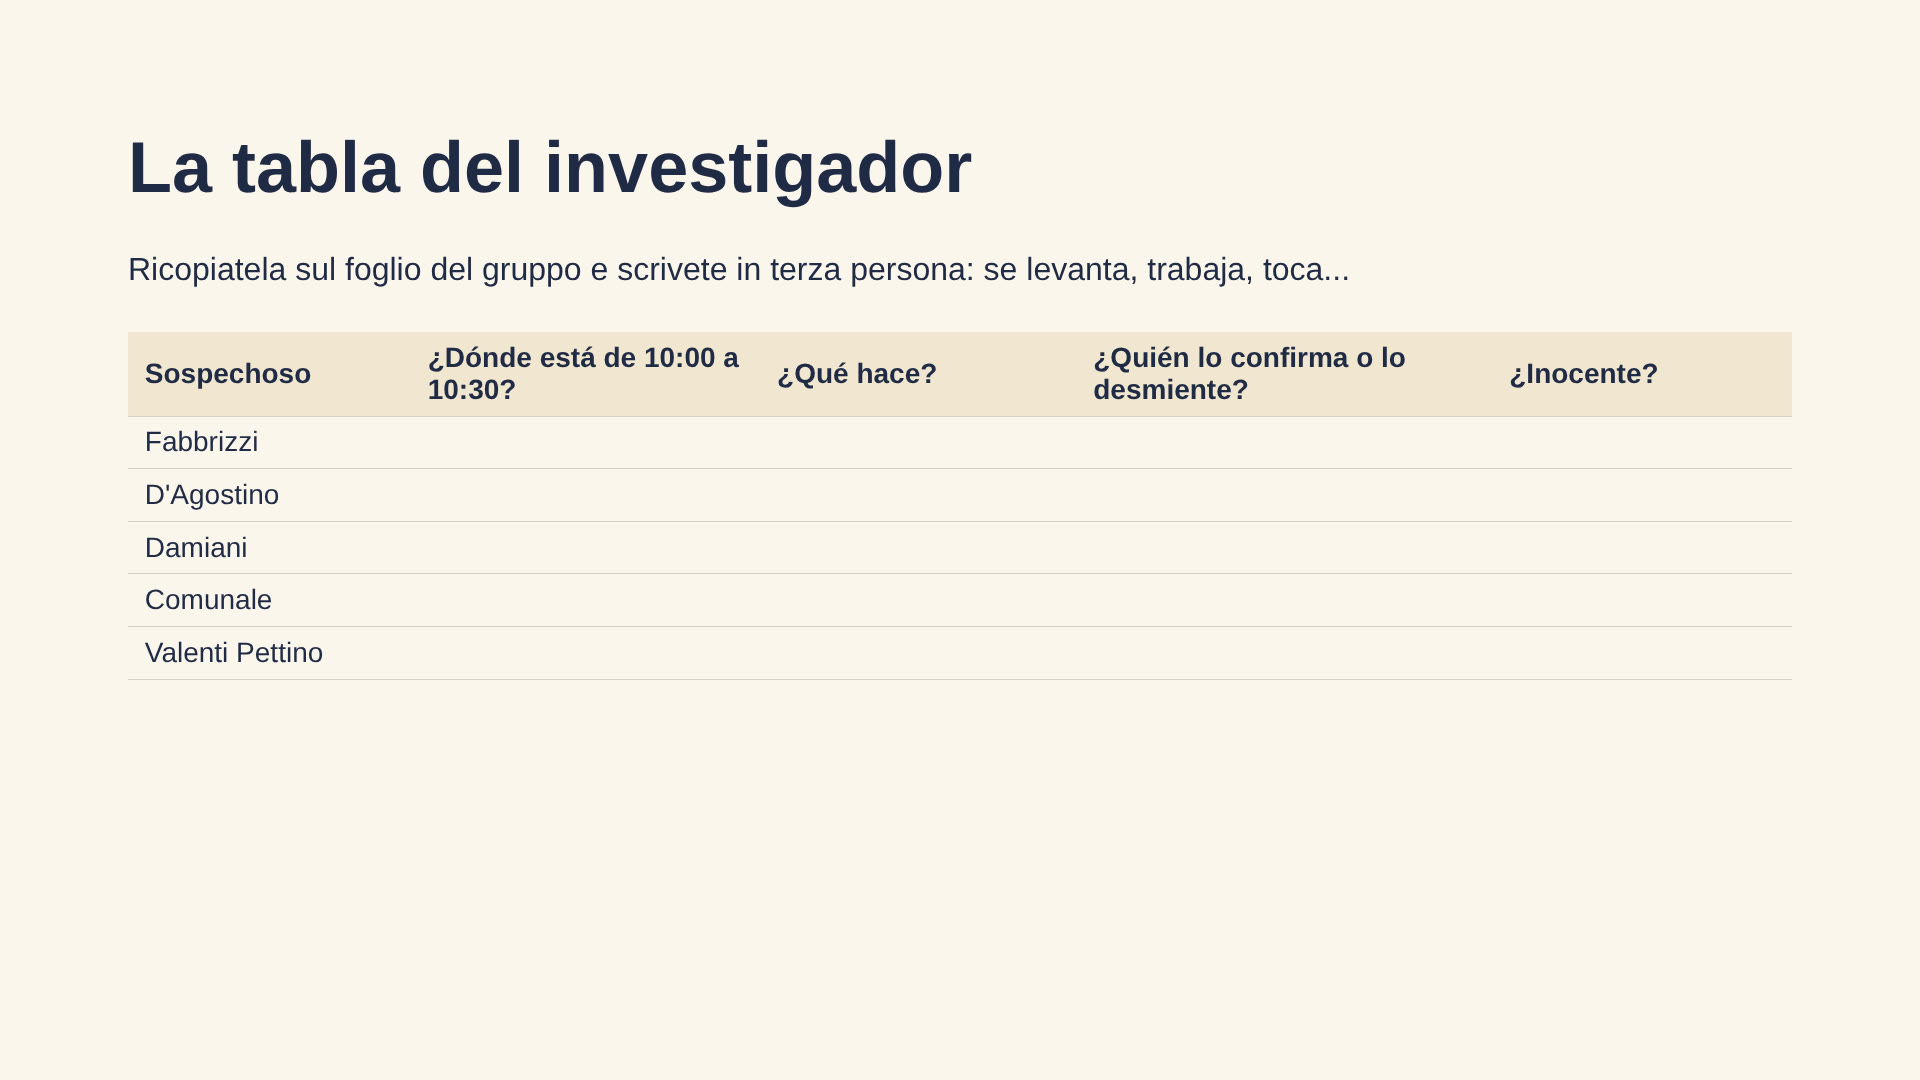 La tabla del investigador
Ricopiatela sul foglio del gruppo e scrivete in terza persona: se levanta, trabaja, toca...
Sospechoso
¿Dónde está de 10:00 a
10:30?
¿Qué hace?
¿Quién lo confirma o lo
desmiente?
¿Inocente?
Fabbrizzi
D'Agostino
Damiani
Comunale
Valenti Pettino